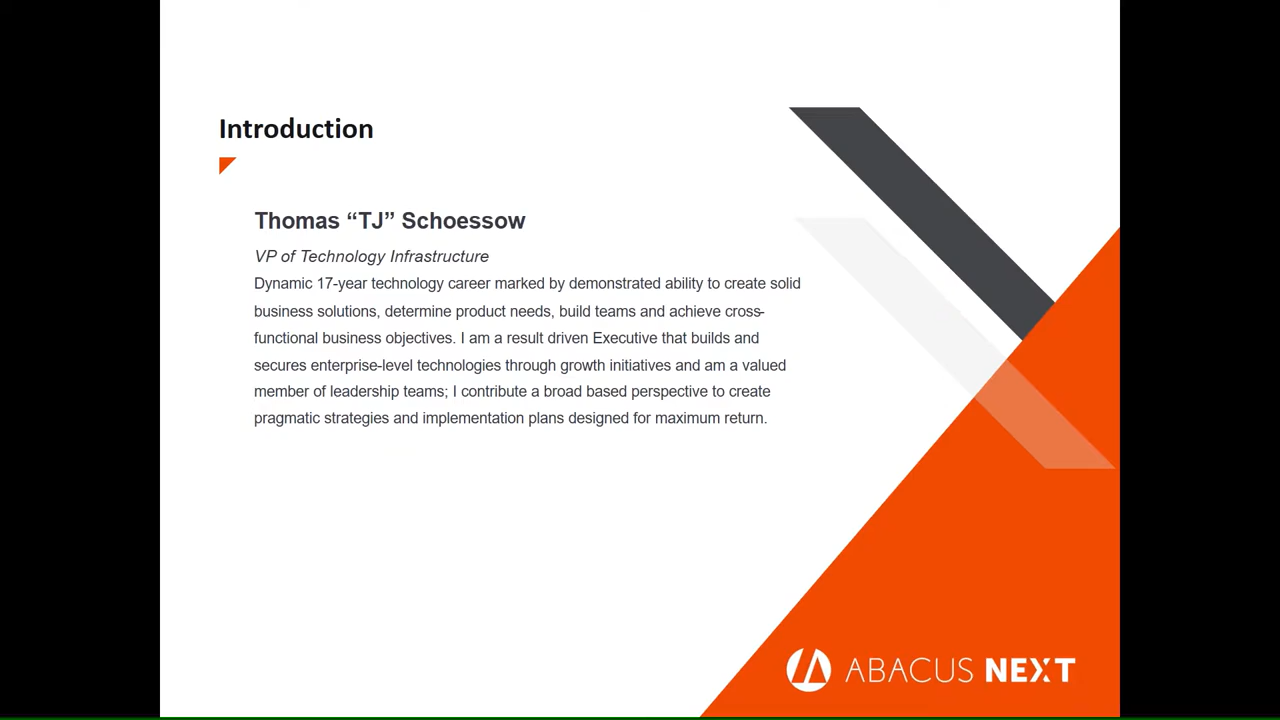 Introduction
Thomas “TJ” Schoessow
VP of Technology Infrastructure
Dynamic 17-year technology career marked by demonstrated ability to create solid
business solutions, determine product needs, build teams and achieve cross-
functional business objectives. I am a result driven Executive that builds and
secures enterprise-level technologies through growth initiatives and am a valued
member of leadership teams; I contribute a broad based perspective to create
pragmatic strategies and implementation plans designed for maximum return.
ABACUS NEXT